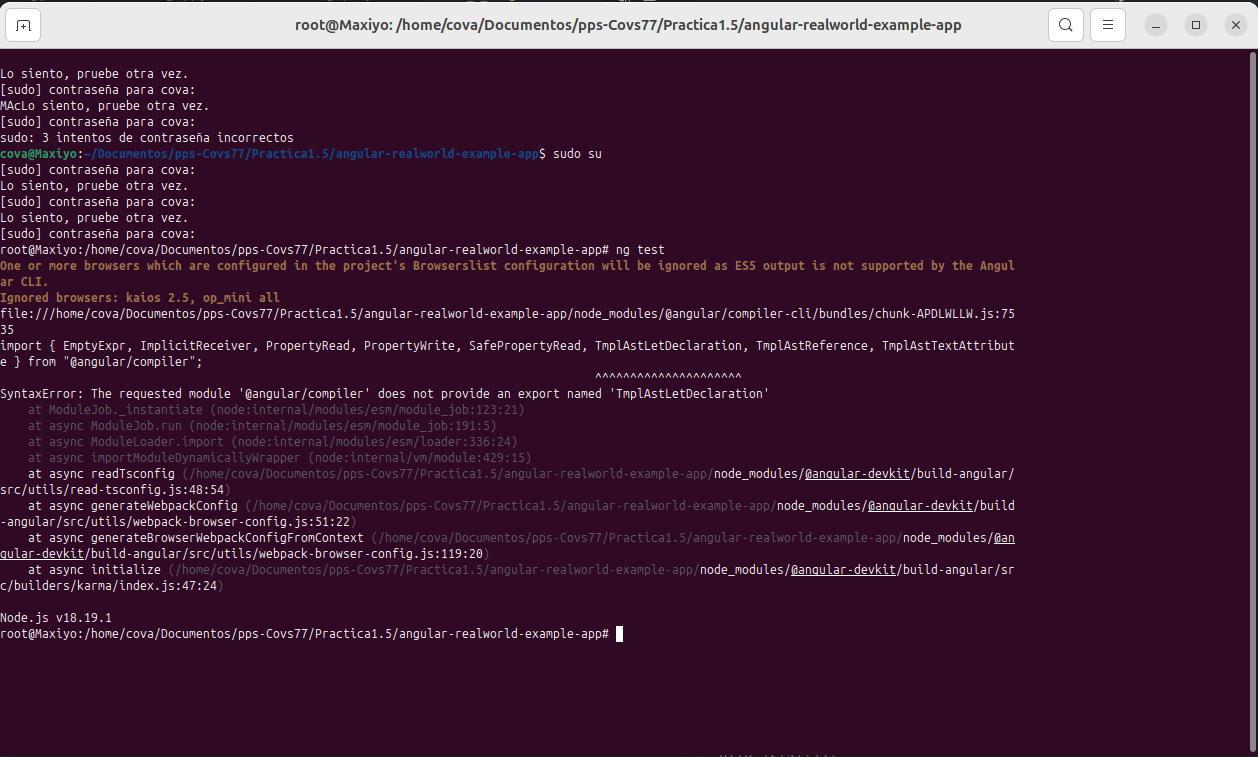 root@Maxiyo: /home/cova/Documentos/pps-Covs77/Practica1.5/angular-realworld-example-app
Lo siento, pruebe otra vez.
[sudo] contraseña para cova:
MAcLo siento, pruebe otra vez.
[sudo] contraseña para cova:
sudo: 3 intentos de contraseña incorrectos
cova@Maxiyo:~/Documentos/pps-Covs77/Practica1.5/angular-realworld-example-app$ sudo su
[sudo] contraseña para cova:
Lo siento, pruebe otra vez.
[sudo] contraseña para cova:
Lo siento, pruebe otra vez.
[sudo] contraseña para cova:
root@Maxiyo:/home/cova/Documentos/pps-Covs77/Practica1.5/angular-realworld-example-app# ng test
One or more browsers which are configured in the project's Browserslist configuration will be ignored as ES5 output is not supported by the Angul
ar CLI.
Ignored browsers: kaios 2.5, op_mini all
file:///home/cova/Documentos/pps-Covs77/Practica1.5/angular-realworld-example-app/node_modules/@angular/compiler-cli/bundles/chunk-APDLWLLW.js:75
35
import { EmptyExpr, ImplicitReceiver, PropertyRead, PropertyWrite, SafePropertyRead, TmplAstLetDeclaration, TmplAstReference, TmplAstTextAttribut
e } from "@angular/compiler";
^^^^^^^^^^^^^^^^^^^^^
SyntaxError: The requested module '@angular/compiler' does not provide an export named 'TmplAstLetDeclaration'
at ModuleJob._instantiate (node:internal/modules/esm/module_job:123:21)
at async ModuleJob.run (node:internal/modules/esm/module_job:191:5)
at async ModuleLoader.import (node:internal/modules/esm/loader:336:24)
at async importModuleDynamicallyWrapper (node:internal/vm/module:429:15)
at async readTsconfig (/home/cova/Documentos/pps-Covs77/Practica1.5/angular-realworld-example-app/node_modules/@angular-devkit/build-angular/
src/utils/read-tsconfig.js:48:54)
at async generateWebpackConfig (/home/cova/Documentos/pps-Covs77/Practica1.5/angular-realworld-example-app/node_modules/@angular-devkit/build
-angular/src/utils/webpack-browser-config.js:51:22)
at async generateBrowserWebpackConfigFromContext (/home/cova/Documentos/pps-Covs77/Practica1.5/angular-realworld-example-app/node_modules/@an
gular-devkit/build-angular/src/utils/webpack-browser-config.js:119:20)
at async initialize (/home/cova/Documentos/pps-Covs77/Practica1.5/angular-realworld-example-app/node_modules/@angular-devkit/build-angular/sr
c/builders/karma/index.js:47:24)
Node.js v18.19.1
root@Maxiyo:/home/cova/Documentos/pps-Covs77/Practica1.5/angular-realworld-example-app#